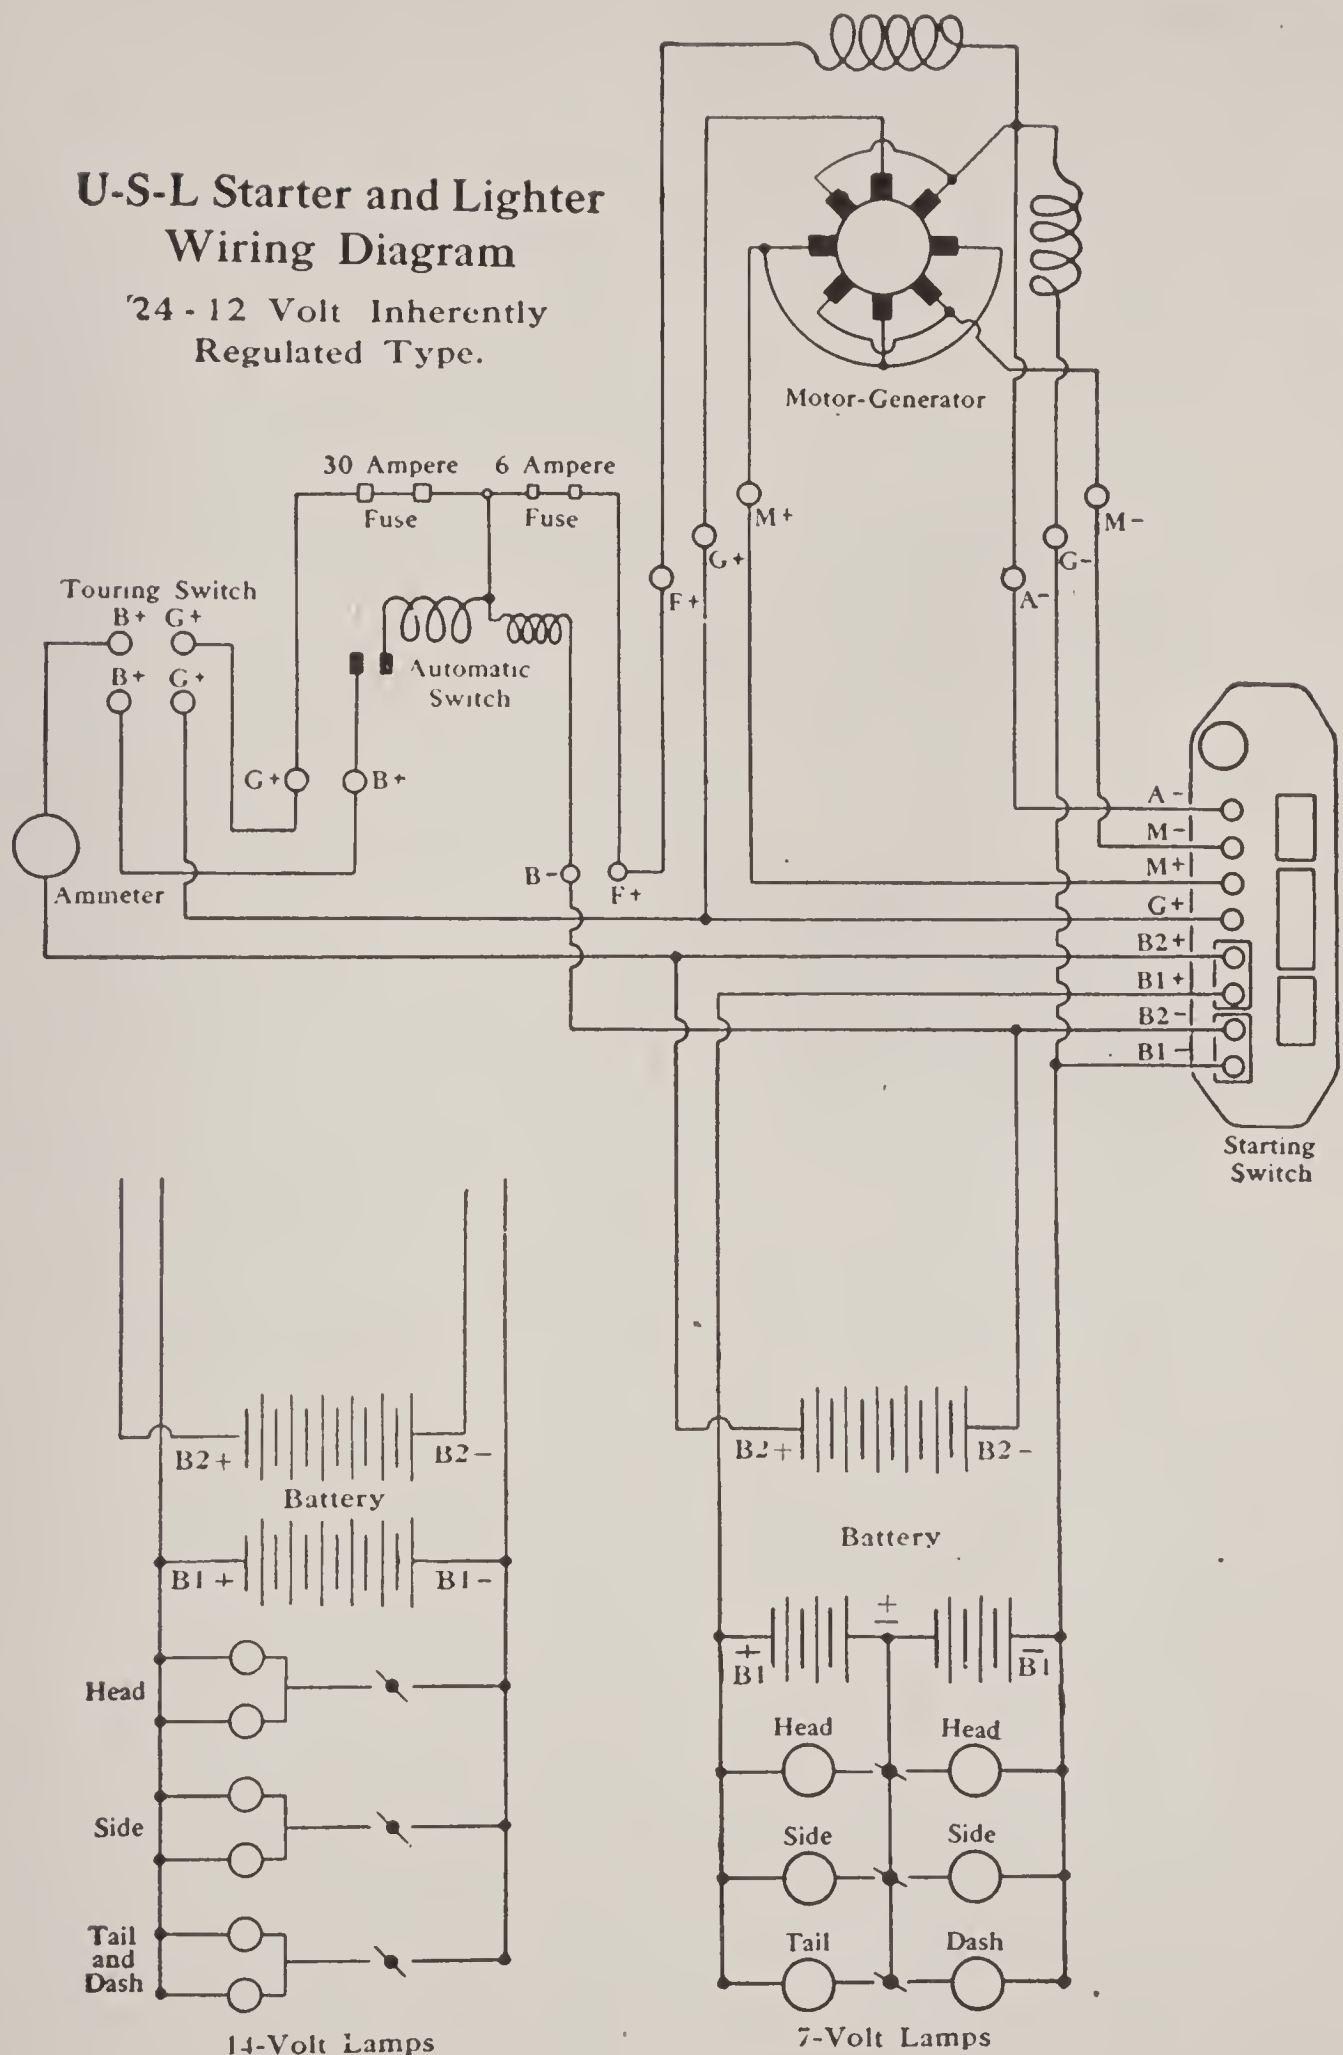 U-S-L Starter and Lighter
Wiring Diagram
24 - 12 Volt Inherently
Regulated Type.
Motor-Generator
30 Ampere 6 Ampere
Fuse Fuse
M+
M-
G+
G-
F+
A-
Touring Switch
B+ G+
B+ G+
Automatic
Switch
G+ B+
Ammeter
B- F+
A-
M-
M+
G+
B2+
B1+
B2-
B1-
Starting
Switch
B2+ B2-
Battery
B1+ B1-
Head
Side
Tail
and
Dash
14-Volt Lamps
B2+ B2-
Battery
+
-
+ -
B1 B1
Head Head
Side Side
Tail Dash
7-Volt Lamps